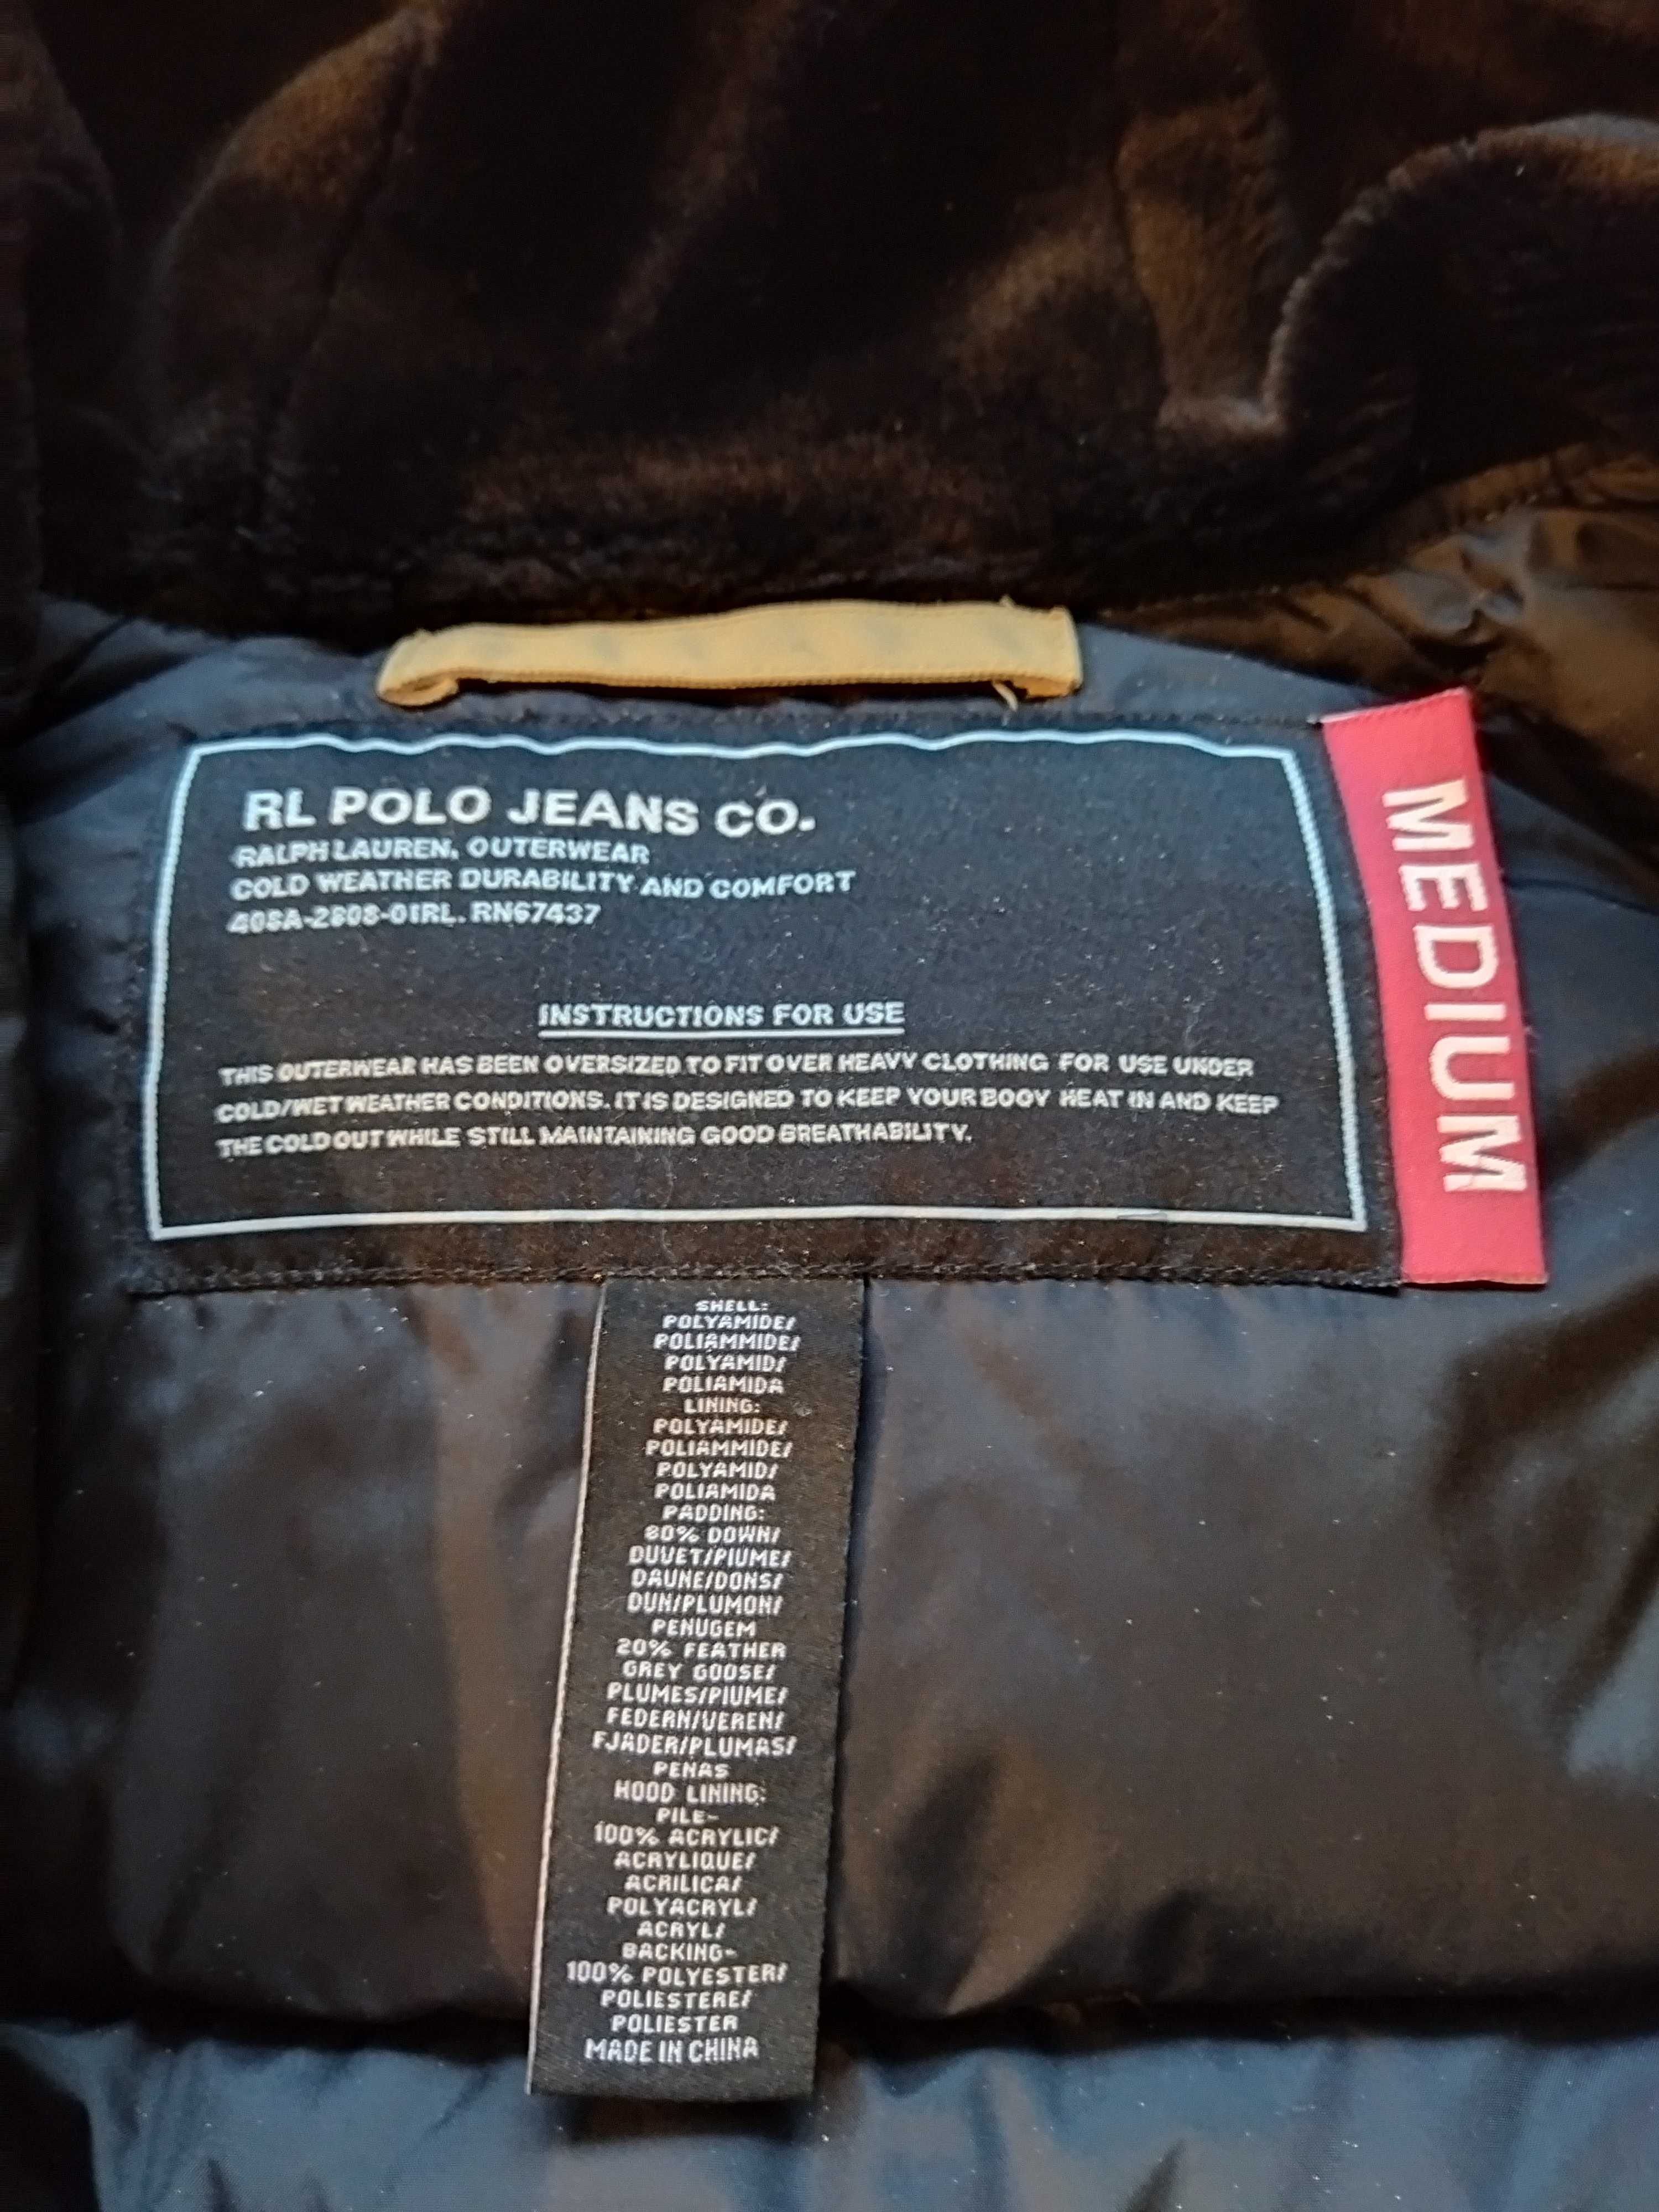 RL POLO JEANS CO.
RALPH LAUREN, OUTERWEAR
COLD WEATHER DURABILITY AND COMFORT
408A-2808-01RL. RN67437
INSTRUCTIONS FOR USE
THIS OUTERWEAR HAS BEEN OVERSIZED TO FIT OVER HEAVY CLOTHING FOR USE UNDER
COLD/WET WEATHER CONDITIONS. IT IS DESIGNED TO KEEP YOUR BODY HEAT IN AND KEEP
THE COLD OUT WHILE STILL MAINTAINING GOOD BREATHABILITY.
MEDIUM
SHELL:
POLYAMIDE/
POLIAMMIDE/
POLYAMID/
POLIAMIDA
LINING:
POLYAMIDE/
POLIAMMIDE/
POLYAMID/
POLIAMIDA
PADDING:
80% DOWN/
DUVET/PIUME/
DAUNE/DONS/
DUN/PLUMON/
PENUGEM
20% FEATHER
GREY GOOSE/
PLUMES/PIUME/
FEDERN/VEREN/
FJADER/PLUMAS/
PENAS
HOOD LINING:
PILE-
100% ACRYLIC/
ACRYLIQUE/
ACRILICA/
POLYACRYL/
ACRYL/
BACKING-
100% POLYESTER/
POLIESTERE/
POLIESTER
MADE IN CHINA